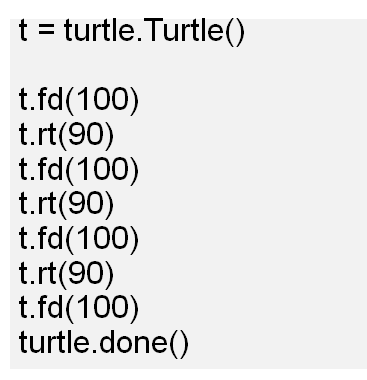 t = turtle.Turtle()
t.fd(100)
t.rt(90)
t.fd(100)
t.rt(90)
t.fd(100)
t.rt(90)
t.fd(100)
turtle.done()